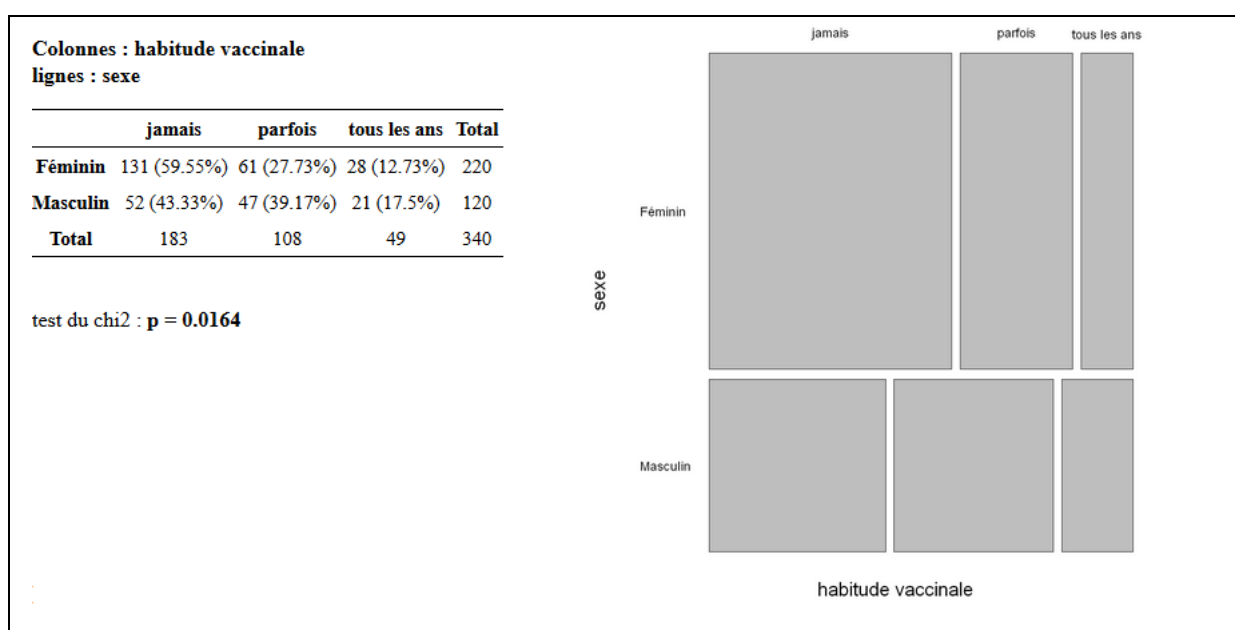 Colonnes : habitude vaccinale
lignes : sexe
jamais parfois tous les ans Total
Féminin 131 (59.55%) 61 (27.73%) 28 (12.73%) 220
Masculin 52 (43.33%) 47 (39.17%) 21 (17.5%) 120
Total 183 108 49 340
test du chi2 : p = 0.0164
jamais parfois tous les ans
Féminin
sexe
Masculin
habitude vaccinale